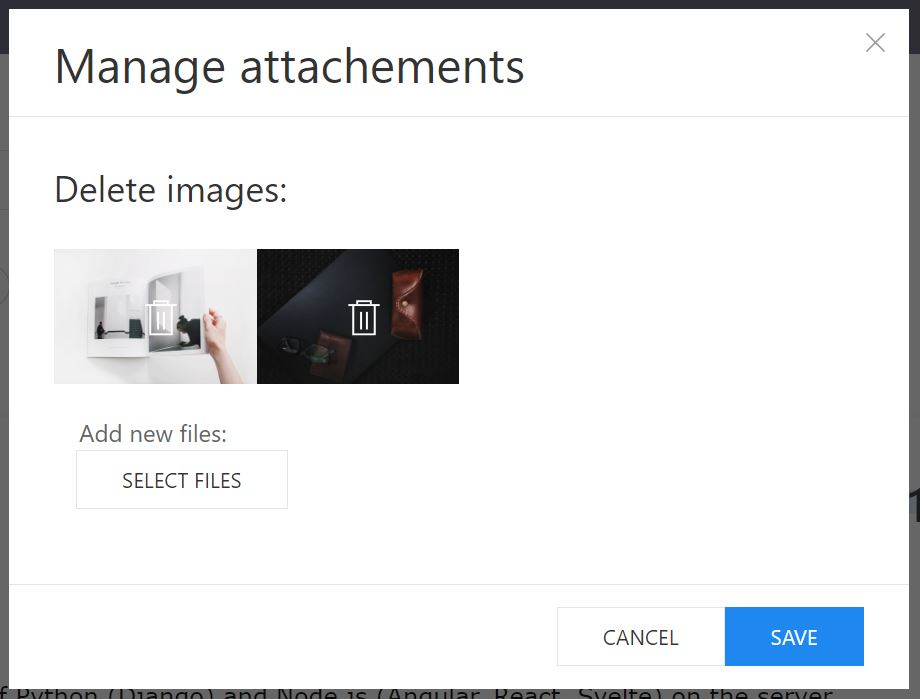 Manage attachements
Delete images:
Add new files:
SELECT FILES
CANCEL
SAVE
Python (Django) and Node is (Angular, React, Svelte) on the server